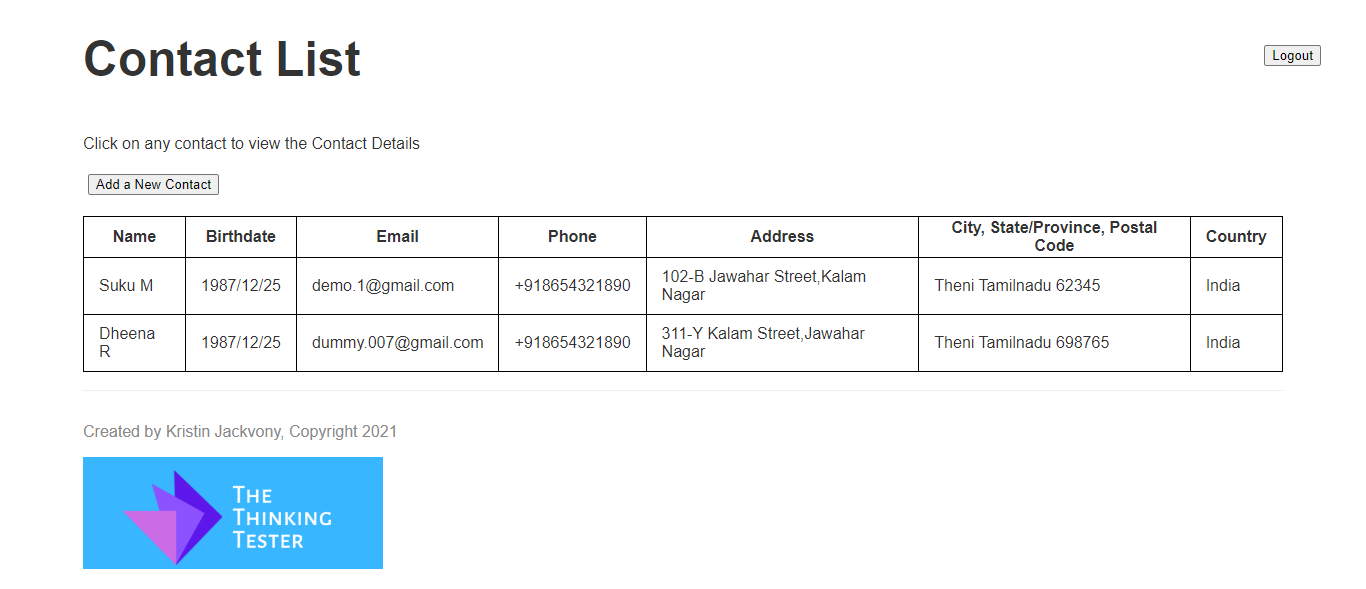 Contact List
Logout
Click on any contact to view the Contact Details
Add a New Contact
Name Birthdate Email Phone Address City, State/Province, Postal Code Country
Suku M 1987/12/25 demo.1@gmail.com +918654321890 102-B Jawahar Street,Kalam Nagar Theni Tamilnadu 62345 India
Dheena R 1987/12/25 dummy.007@gmail.com +918654321890 311-Y Kalam Street,Jawahar Nagar Theni Tamilnadu 698765 India
Created by Kristin Jackvony, Copyright 2021
THE
THINKING
TESTER